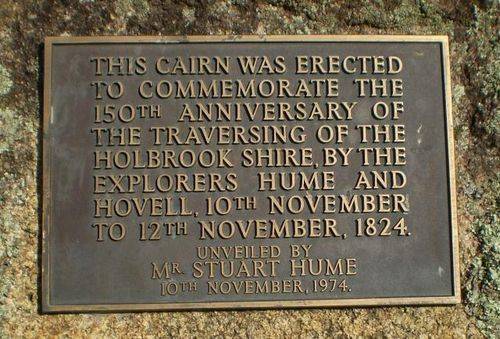 THIS CAIRN WAS ERECTED
TO COMMEMORATE THE
150TH ANNIVERSARY OF
THE TRAVERSING OF THE
HOLBROOK SHIRE, BY THE
EXPLORERS HUME AND
HOVELL, 10TH NOVEMBER
TO 12TH NOVEMBER, 1824.
UNVEILED BY
MR. STUART HUME
10TH NOVEMBER, 1974.